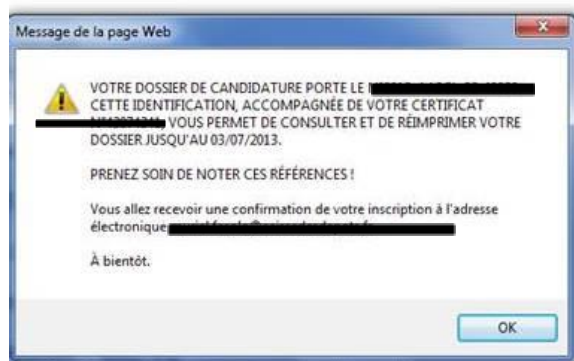 Message de la page Web
VOTRE DOSSIER DE CANDIDATURE PORTE LE
CETTE IDENTIFICATION, ACCOMPAGNÉE DE VOTRE CERTIFICAT
VOUS PERMET DE CONSULTER ET DE RÉIMPRIMER VOTRE
DOSSIER JUSQU'AU 03/07/2013.
PRENEZ SOIN DE NOTER CES RÉFÉRENCES !
Vous allez recevoir une confirmation de votre inscription à l'adresse
électronique
À bientôt.
OK